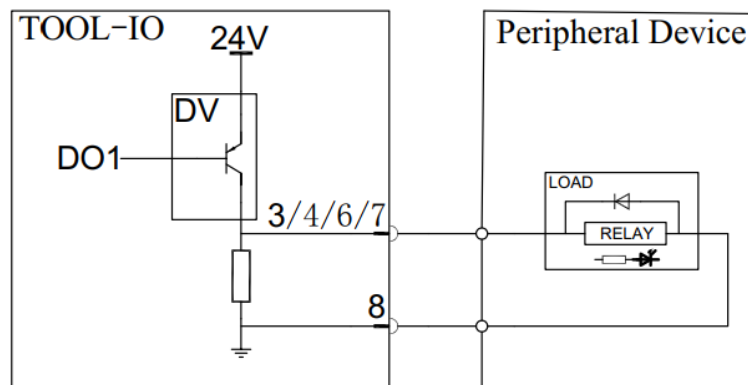 TOOL-IO
Peripheral Device
24V
DV
DO1
3/4/6/7
LOAD
RELAY
8